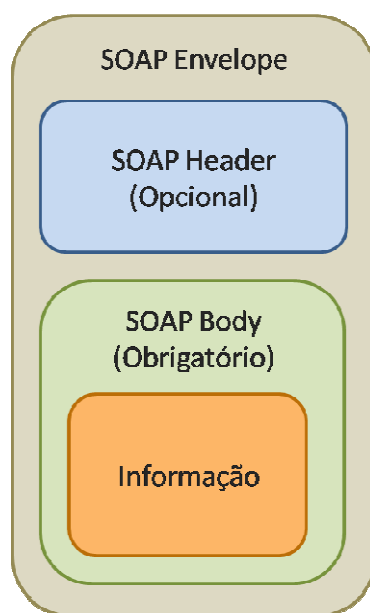 SOAP Envelope
SOAP Header
(Opcional)
SOAP Body
(Obrigatório)
Informação